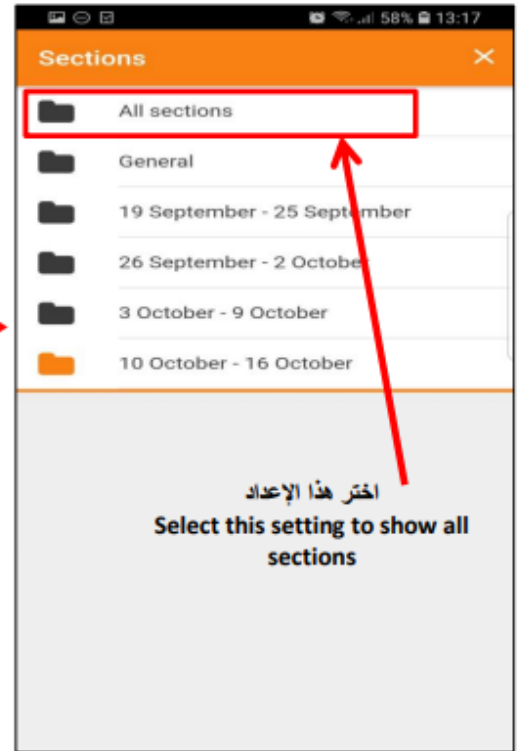 58% 13:17
Sections
All sections
General
19 September - 25 September
26 September - 2 October
3 October - 9 October
10 October - 16 October
اختر هذا الإعداد
Select this setting to show all
sections